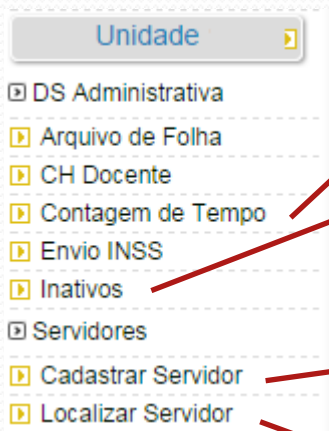 Unidade
DS Administrativa
Arquivo de Folha
CH Docente
Contagem de Tempo
Envio INSS
Inativos
Servidores
Cadastrar Servidor
Localizar Servidor